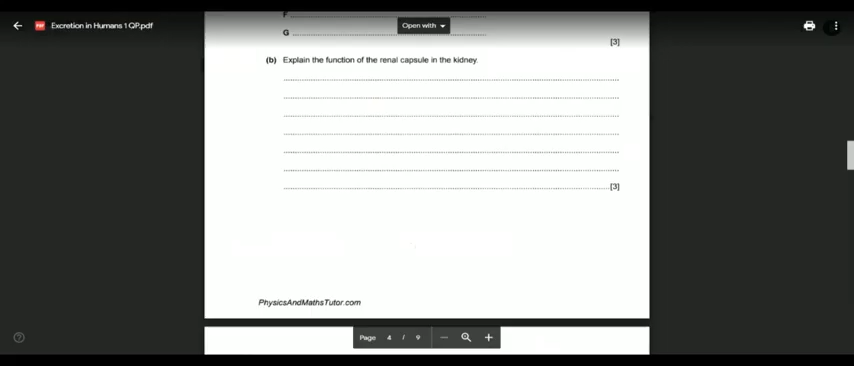 Excretion in Humans 1 QP.pdf
Open with
F
G
[3]
(b) Explain the function of the renal capsule in the kidney.
[3]
PhysicsAndMathsTutor.com
Page 4 / 9